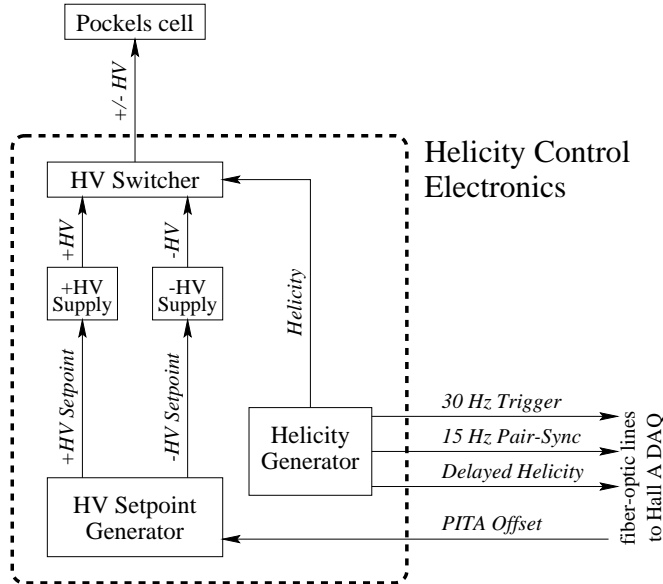 Pockels cell
+/- HV
Helicity Control
Electronics
HV Switcher
+HV
-HV
+HV
Supply
-HV
Supply
Helicity
+HV Setpoint
-HV Setpoint
Helicity
Generator
30 Hz Trigger
15 Hz Pair-Sync
Delayed Helicity
PITA Offset
fiber-optic lines
to Hall A DAQ
HV Setpoint
Generator